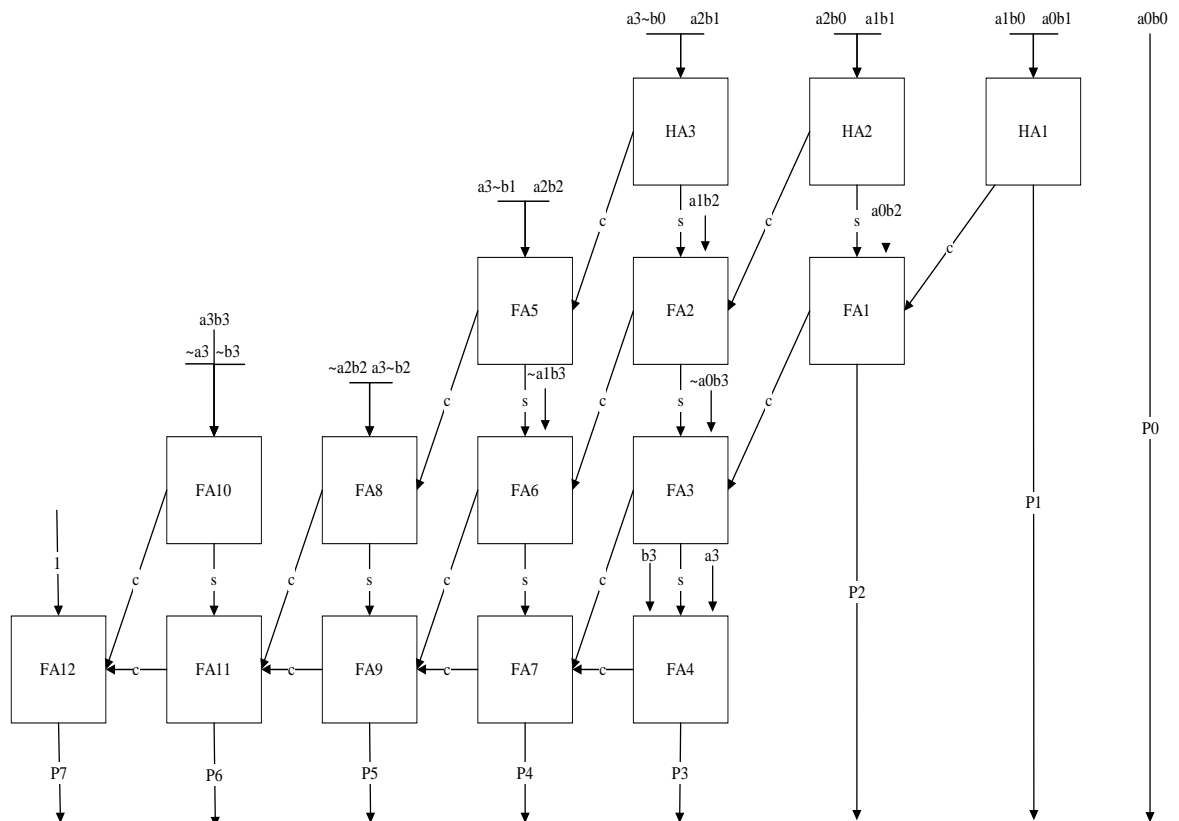 a3~b0 a2b1 a2b0 a1b1 a1b0 a0b1 a0b0
HA3 HA2 HA1
a3~b1 a2b2 a1b2 a0b2
c s c s c
FA5 FA2 FA1
a3b3
~a3 ~b3 ~a2b2 a3~b2 ~a1b3 ~a0b3
c s c s c
P0
FA10 FA8 FA6 FA3
P1
b3 a3
1 c s c s c s c s
P2
FA12 c FA11 c FA9 c FA7 c FA4
P7 P6 P5 P4 P3